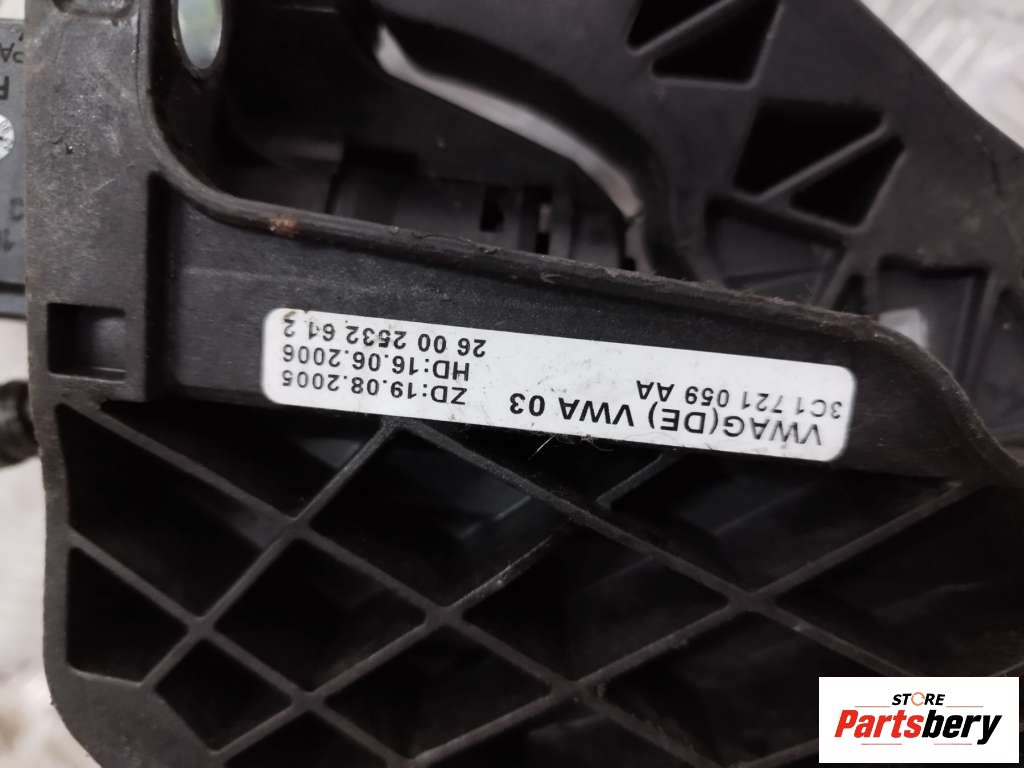 VWAG(DE) VWA 03
3C1 721 059 AA
ZD:19.08.2005
HD:16.06.2006
26 00 2532 61 2
STORE
Partsbery